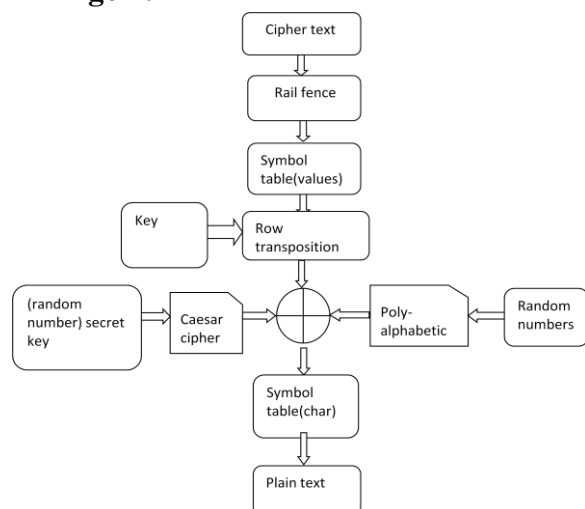 Cipher text
Rail fence
Symbol
table(values)
Key
Row
transposition
(random
number) secret
key
Caesar
cipher
Poly-
alphabetic
Random
numbers
Symbol
table(char)
Plain text